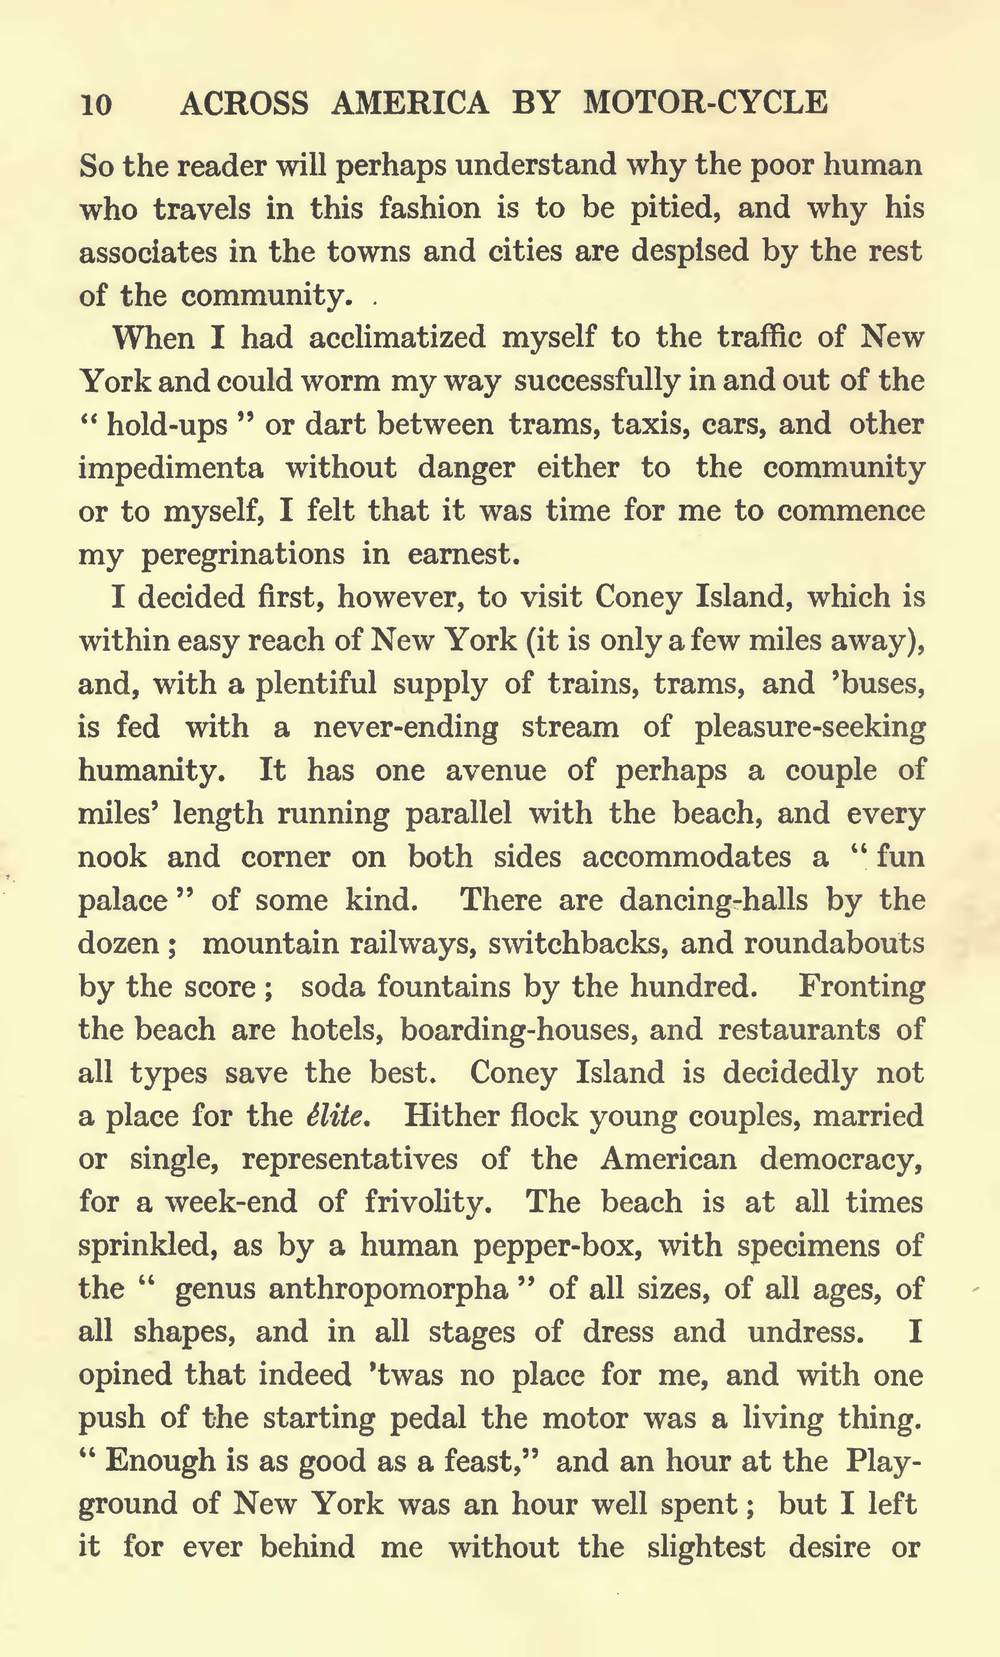 10 ACROSS AMERICA BY MOTOR-CYCLE
So the reader will perhaps understand why the poor human
who travels in this fashion is to be pitied, and why his
associates in the towns and cities are despised by the rest
of the community. .
When I had acclimatized myself to the traffic of New
York and could worm my way successfully in and out of the
“ hold-ups ” or dart between trams, taxis, cars, and other
impedimenta without danger either to the community
or to myself, I felt that it was time for me to commence
my peregrinations in earnest.
I decided first, however, to visit Coney Island, which is
within easy reach of New York (it is only a few miles away),
and, with a plentiful supply of trains, trams, and ’buses,
is fed with a never-ending stream of pleasure-seeking
humanity. It has one avenue of perhaps a couple of
miles’ length running parallel with the beach, and every
nook and corner on both sides accommodates a “ fun
palace ” of some kind. There are dancing-halls by the
dozen ; mountain railways, switchbacks, and roundabouts
by the score ; soda fountains by the hundred. Fronting
the beach are hotels, boarding-houses, and restaurants of
all types save the best. Coney Island is decidedly not
a place for the élite. Hither flock young couples, married
or single, representatives of the American democracy,
for a week-end of frivolity. The beach is at all times
sprinkled, as by a human pepper-box, with specimens of
the “ genus anthropomorpha ” of all sizes, of all ages, of
all shapes, and in all stages of dress and undress. I
opined that indeed ’twas no place for me, and with one
push of the starting pedal the motor was a living thing.
“ Enough is as good as a feast,” and an hour at the Play-
ground of New York was an hour well spent ; but I left
it for ever behind me without the slightest desire or